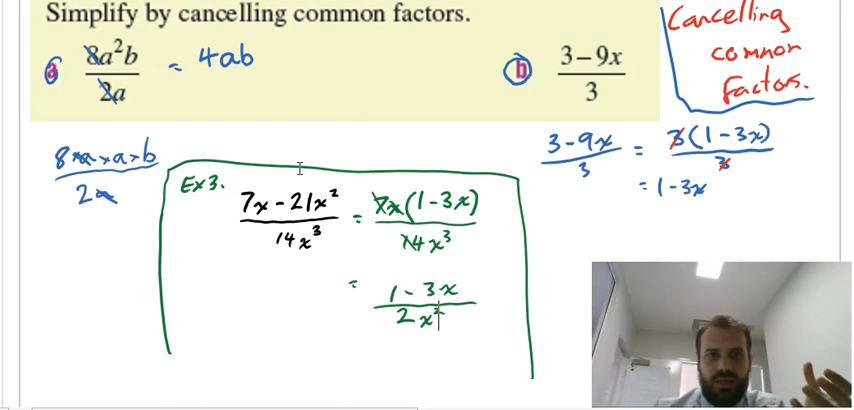 Simplify by cancelling common factors.
a 8a²b / 2a = 4ab
b 3 − 9x / 3
Cancelling
common
factors.
8×a×a×b / 2a
3 − 9x / 3 = 3(1 − 3x) / 3
= 1 − 3x
Ex 3.
7x − 21x² / 14x³ = 7x(1 − 3x) / 14x³
= 1 − 3x / 2x²